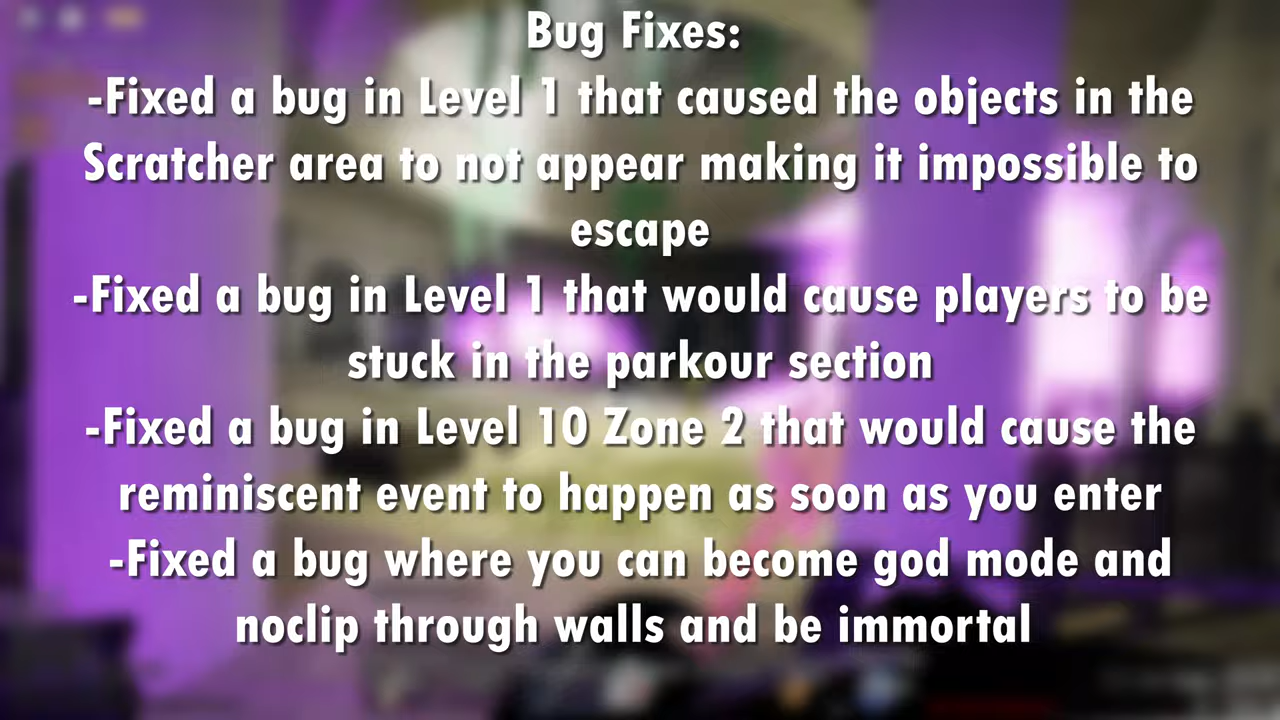 Bug Fixes:
-Fixed a bug in Level 1 that caused the objects in the
Scratcher area to not appear making it impossible to
escape
-Fixed a bug in Level 1 that would cause players to be
stuck in the parkour section
-Fixed a bug in Level 10 Zone 2 that would cause the
reminiscent event to happen as soon as you enter
-Fixed a bug where you can become god mode and
noclip through walls and be immortal